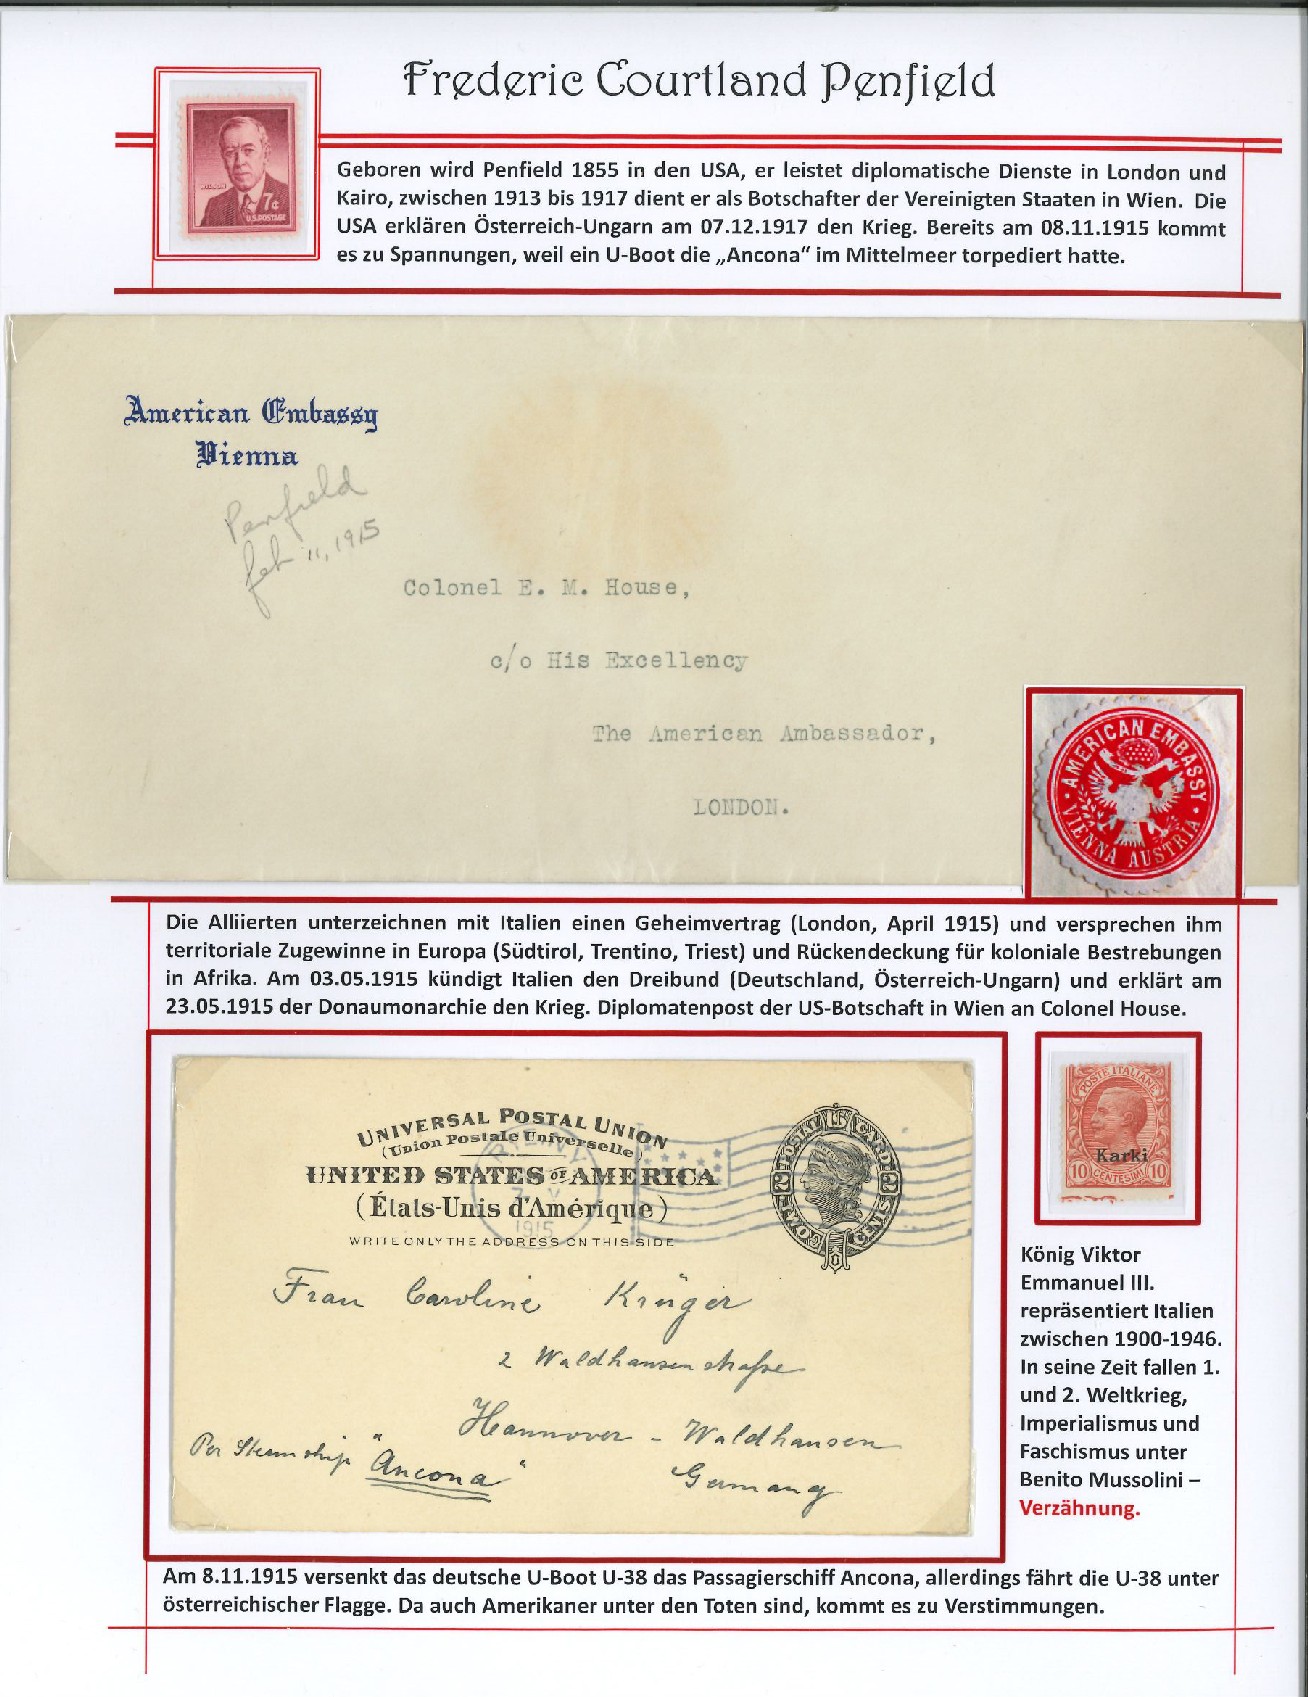 Frederic Courtland Penfield
WILSON
7¢
U.S. POSTAGE
Geboren wird Penfield 1855 in den USA, er leistet diplomatische Dienste in London und
Kairo, zwischen 1913 bis 1917 dient er als Botschafter der Vereinigten Staaten in Wien. Die
USA erklären Österreich-Ungarn am 07.12.1917 den Krieg. Bereits am 08.11.1915 kommt
es zu Spannungen, weil ein U-Boot die „Ancona“ im Mittelmeer torpediert hatte.
American Embassy
Vienna
Penfield
feb 11, 1915
Colonel E. M. House,
c/o His Excellency
The American Ambassador,
LONDON.
AMERICAN EMBASSY
VIENNA AUSTRIA
Die Alliierten unterzeichnen mit Italien einen Geheimvertrag (London, April 1915) und versprechen ihm
territoriale Zugewinne in Europa (Südtirol, Trentino, Triest) und Rückendeckung für koloniale Bestrebungen
in Afrika. Am 03.05.1915 kündigt Italien den Dreibund (Deutschland, Österreich-Ungarn) und erklärt am
23.05.1915 der Donaumonarchie den Krieg. Diplomatenpost der US-Botschaft in Wien an Colonel House.
UNIVERSAL POSTAL UNION
(Union Postale Universelle)
UNITED STATES OF AMERICA
(États-Unis d'Amérique)
WRITE ONLY THE ADDRESS ON THIS SIDE
1915
POSTAL CARD
Frau Caroline Krüger
2 Waldhausenstraße
Hannover - Waldhausen
Germany
Per Steamship "Ancona"
POSTE ITALIANE
Karki
10 CENTESIMI 10
König Viktor
Emmanuel III.
repräsentiert Italien
zwischen 1900-1946.
In seine Zeit fallen 1.
und 2. Weltkrieg,
Imperialismus und
Faschismus unter
Benito Mussolini –
Verzähnung.
Am 8.11.1915 versenkt das deutsche U-Boot U-38 das Passagierschiff Ancona, allerdings fährt die U-38 unter
österreichischer Flagge. Da auch Amerikaner unter den Toten sind, kommt es zu Verstimmungen.